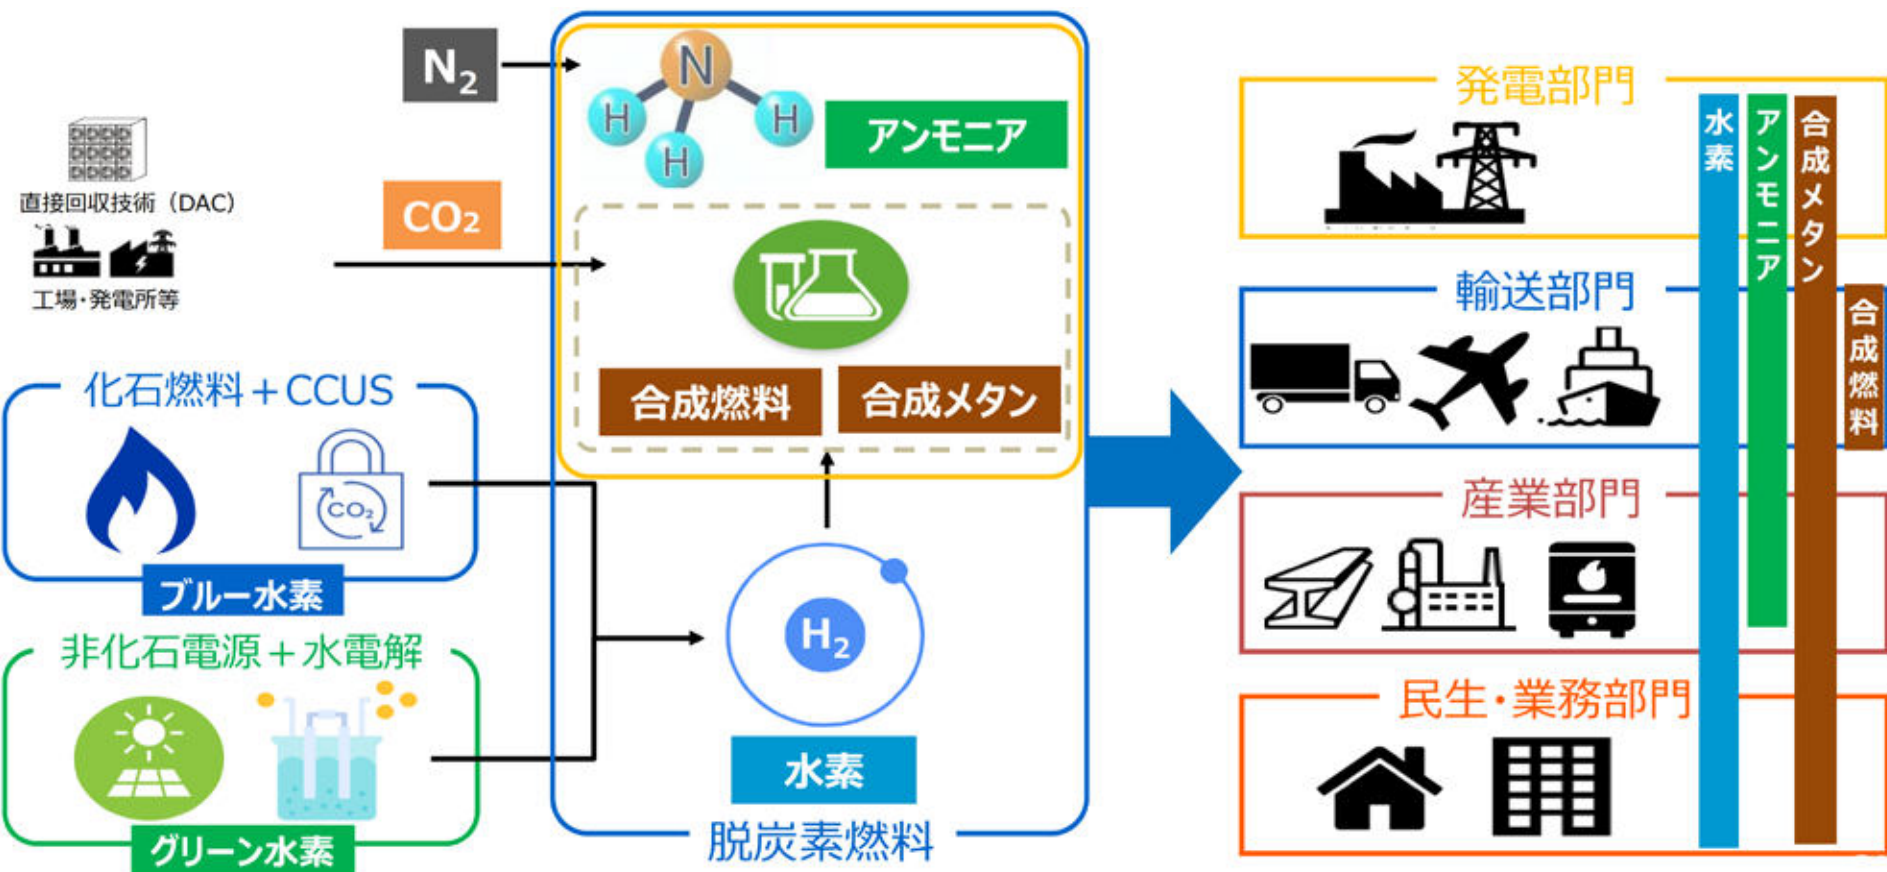 N₂
N
H
H
H
アンモニア
直接回収技術（DAC）
工場・発電所等
CO₂
合成燃料
合成メタン
化石燃料＋CCUS
CO₂
ブルー水素
非化石電源＋水電解
グリーン水素
H₂
水素
脱炭素燃料
発電部門
輸送部門
産業部門
民生・業務部門
水素
アンモニア
合成メタン
合成燃料